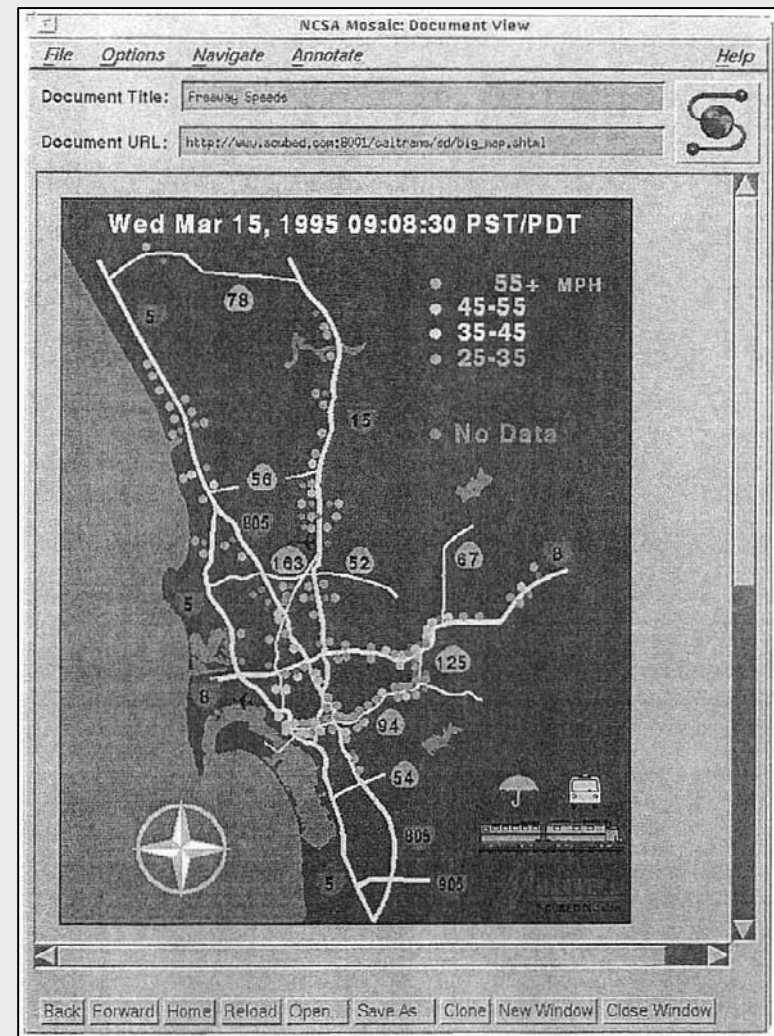 NCSA Mosaic: Document View
File Options Navigate Annotate Help
Document Title: Freeway Speeds
Document URL: http://www.scubed.com:8001/caltrans/sd/big_map.shtml
Wed Mar 15, 1995 09:08:30 PST/PDT
55+ MPH
45-55
35-45
25-35
No Data
78
5
15
56
805
163
52
67
8
5
125
8
94
54
805
5
905
Back Forward Home Reload Open... Save As... Clone New Window Close Window